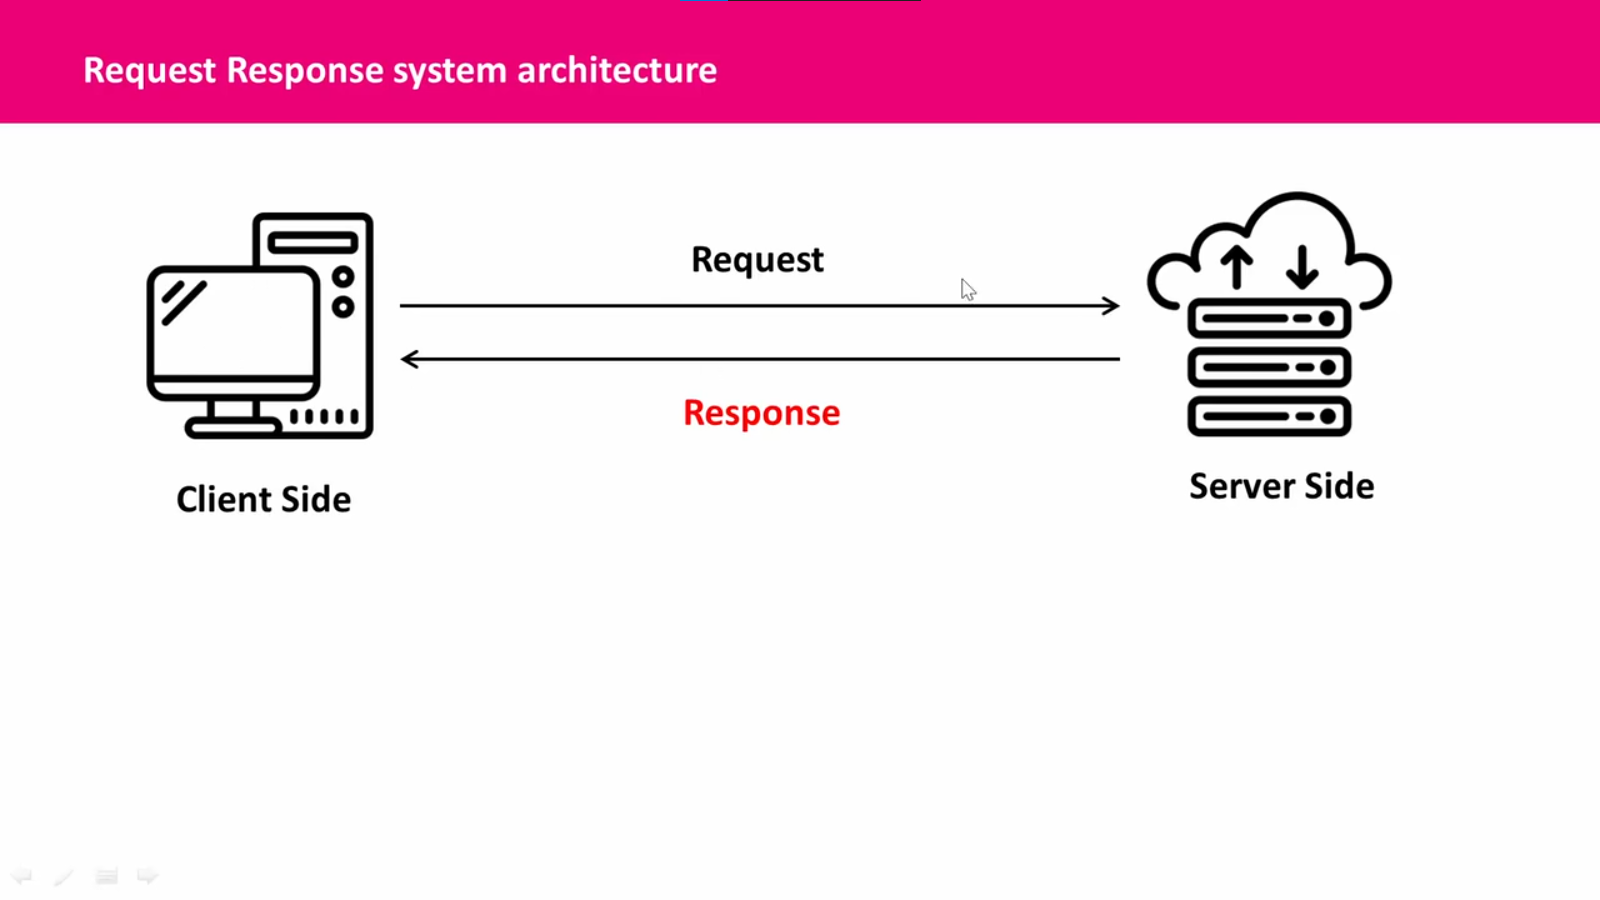 Request Response system architecture
Request
Response
Client Side
Server Side